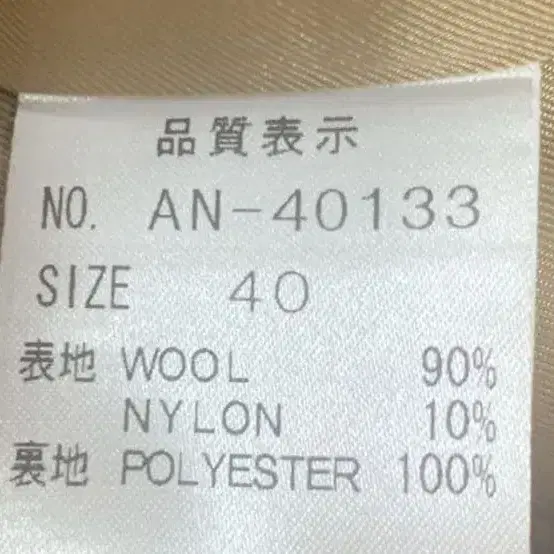 品質表示
NO. AN-40133
SIZE 40
表地 WOOL 90%
NYLON 10%
裏地 POLYESTER 100%